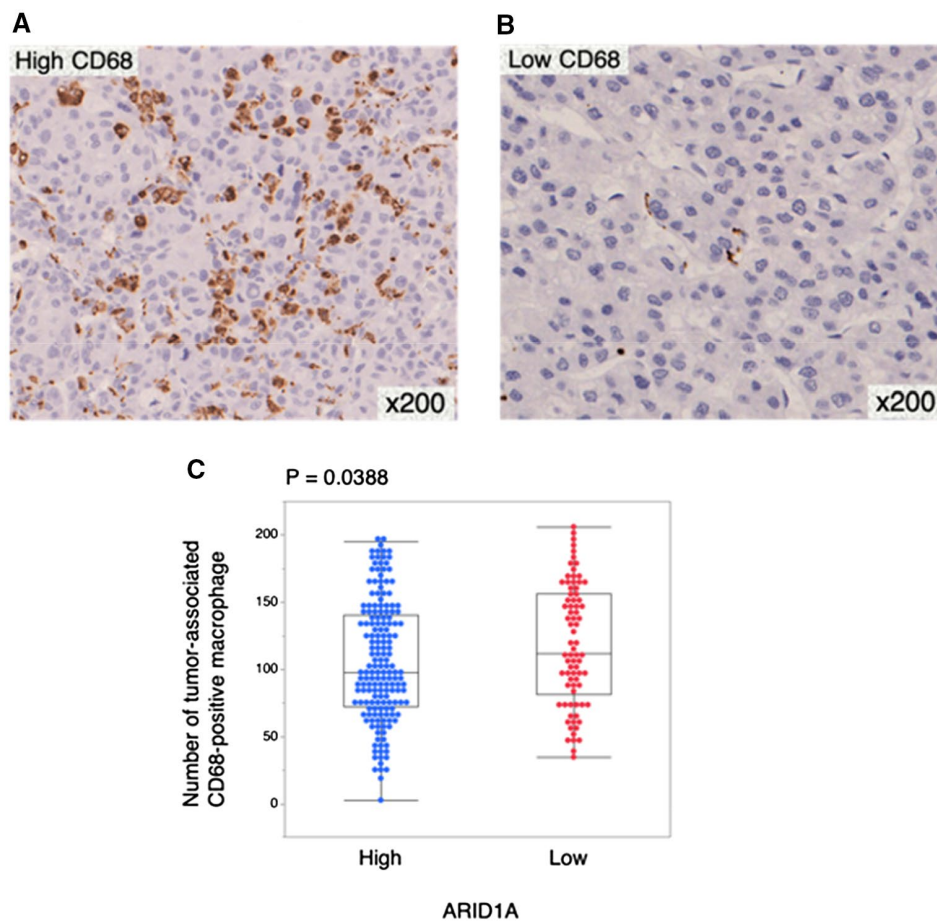 A
B
High CD68
Low CD68
x200
x200
C
P = 0.0388
Number of tumor-associated
CD68-positive macrophage
200
150
100
50
0
High
Low
ARID1A